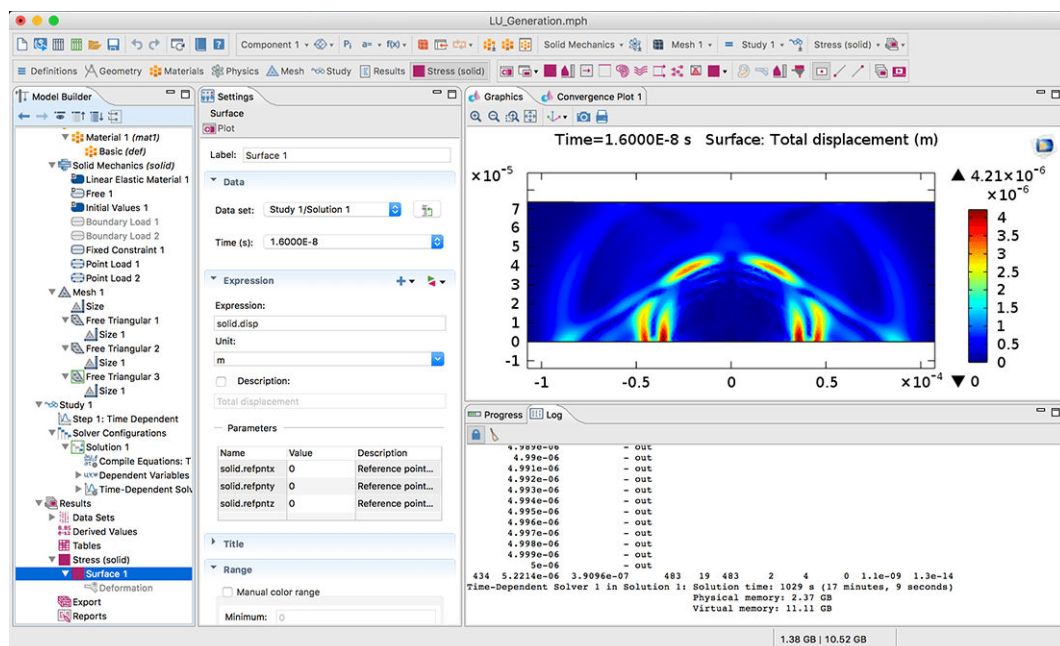 LU_Generation.mph
Component 1
Pi
a=
f(x)
Solid Mechanics
Mesh 1
Study 1
Stress (solid)
Definitions
Geometry
Materials
Physics
Mesh
Study
Results
Stress (solid)
Model Builder
Material 1 (mat1)
Basic (def)
Solid Mechanics (solid)
Linear Elastic Material 1
Free 1
Initial Values 1
Boundary Load 1
Boundary Load 2
Fixed Constraint 1
Point Load 1
Point Load 2
Mesh 1
Size
Free Triangular 1
Size 1
Free Triangular 2
Size 1
Free Triangular 3
Size 1
Study 1
Step 1: Time Dependent
Solver Configurations
Solution 1
Compile Equations: T
Dependent Variables
Time-Dependent Solv
Results
Data Sets
Derived Values
Tables
Stress (solid)
Surface 1
Deformation
Export
Reports
Settings
Surface
Plot
Label: Surface 1
Data
Data set: Study 1/Solution 1
Time (s): 1.6000E-8
Expression
Expression:
solid.disp
Unit:
m
Description:
Total displacement
Parameters
Name Value Description
solid.refpntx 0 Reference point...
solid.refpnty 0 Reference point...
solid.refpntz 0 Reference point...
Title
Range
Manual color range
Minimum: 0
Graphics
Convergence Plot 1
Time=1.6000E-8 s Surface: Total displacement (m)
×10⁻⁵
7
6
5
4
3
2
1
0
-1
-1 -0.5 0 0.5 ×10⁻⁴
▲ 4.21×10⁻⁶
×10⁻⁶
4
3.5
3
2.5
2
1.5
1
0.5
0
▼ 0
Progress
Log
4.989e-06 - out
4.99e-06 - out
4.991e-06 - out
4.992e-06 - out
4.993e-06 - out
4.994e-06 - out
4.995e-06 - out
4.996e-06 - out
4.997e-06 - out
4.998e-06 - out
4.999e-06 - out
5e-06 - out
434 5.2214e-06 3.9096e-07 483 19 483 2 4 0 1.1e-09 1.3e-14
Time-Dependent Solver 1 in Solution 1: Solution time: 1029 s (17 minutes, 9 seconds)
Physical memory: 2.37 GB
Virtual memory: 11.11 GB
1.38 GB | 10.52 GB